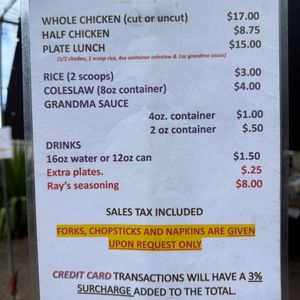 WHOLE CHICKEN (cut or uncut) $17.00
HALF CHICKEN $8.75
PLATE LUNCH $15.00
(1/2 chicken, 1 scoop rice, 4oz container coleslaw & 1oz grandma sauce)
RICE (2 scoops) $3.00
COLESLAW (8oz container) $4.00
GRANDMA SAUCE
4oz. container $1.00
2 oz container $.50
DRINKS
16oz water or 12oz can $1.50
Extra plates. $.25
Ray's seasoning $8.00
SALES TAX INCLUDED
FORKS, CHOPSTICKS AND NAPKINS ARE GIVEN
UPON REQUEST ONLY
CREDIT CARD TRANSACTIONS WILL HAVE A 3%
SURCHARGE ADDED TO THE TOTAL.